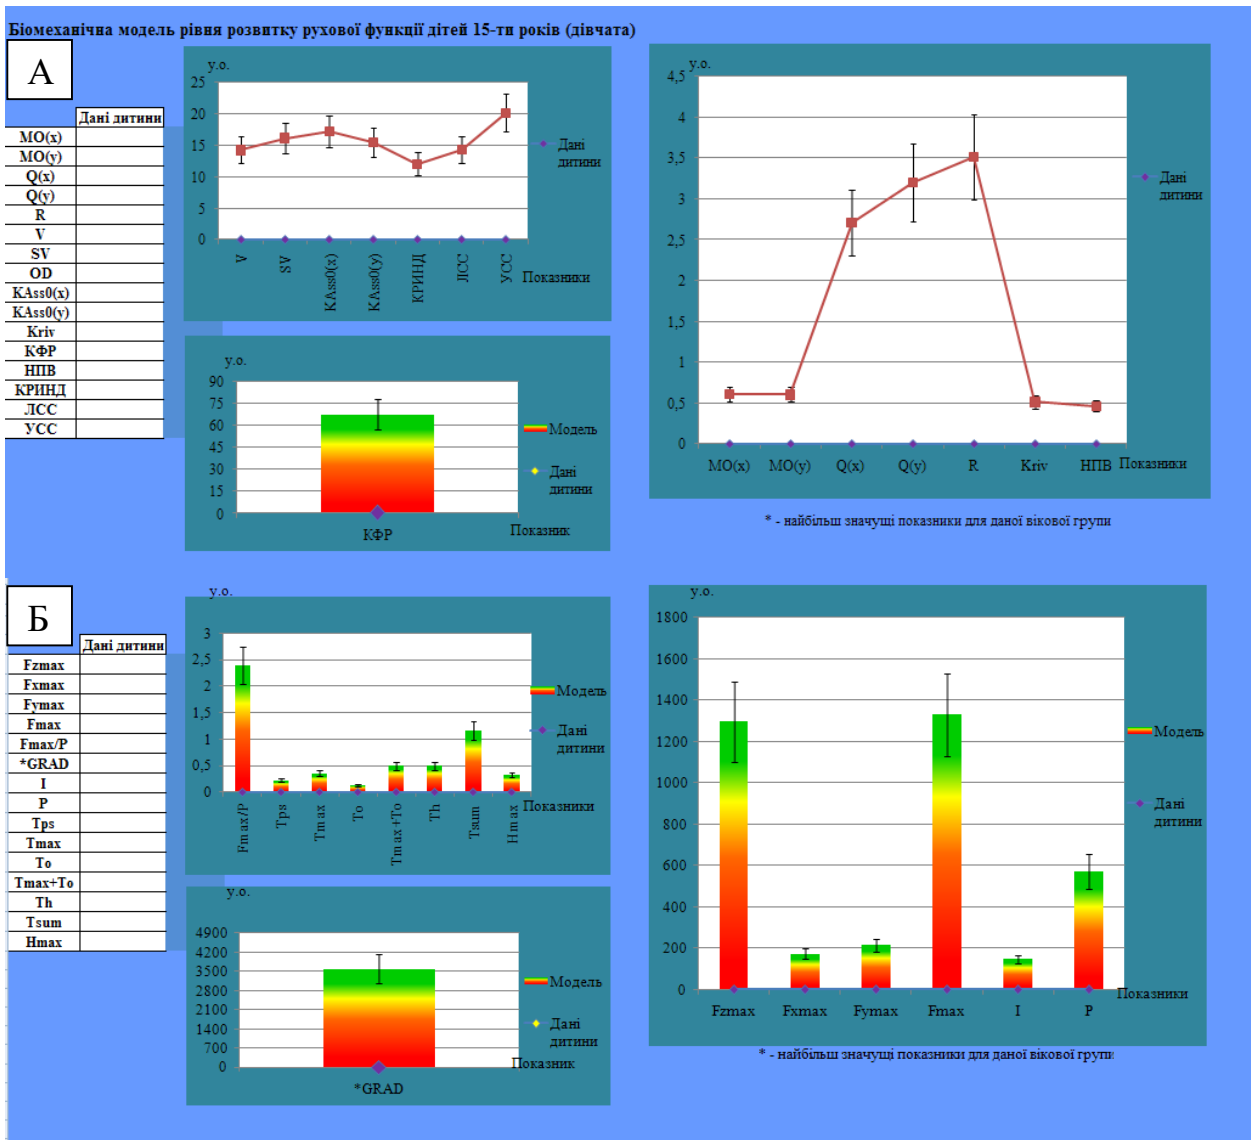 Біомеханічна модель рівня розвитку рухової функції дітей 15-ти років (дівчата)
А
Дані дитини
МО(x)
МО(y)
Q(x)
Q(y)
R
V
SV
OD
KAss0(x)
KAss0(y)
Kriv
КФР
НПВ
КРИНД
ЛСС
УСС
у.о.
25
20
15
10
5
0
V
SV
KAss0(x)
KAss0(y)
КРИНД
ЛСС
УСС
Показники
Дані
дитини
у.о.
90
75
60
45
30
15
0
КФР
Показник
Модель
Дані
дитини
у.о.
4,5
4
3,5
3
2,5
2
1,5
1
0,5
0
МО(x)
МО(y)
Q(x)
Q(y)
R
Kriv
НПВ
Показники
Дані
дитини
* - найбільш значущі показники для даної вікової групи
Б
Дані дитини
Fzmax
Fxmax
Fymax
Fmax
Fmax/P
*GRAD
I
P
Tps
Tmax
To
Tmax+To
Th
Tsum
Hmax
у.о.
3
2,5
2
1,5
1
0,5
0
Fmax/P
Tps
Tmax
To
Tmax+To
Th
Tsum
Hmax
Показники
Модель
Дані
дитини
у.о.
4900
4200
3500
2800
2100
1400
700
0
*GRAD
Показник
Модель
Дані
дитини
у.о.
1800
1600
1400
1200
1000
800
600
400
200
0
Fzmax
Fxmax
Fymax
Fmax
I
P
Показники
Модель
Дані
дитини
* - найбільш значущі показники для даної вікової групи